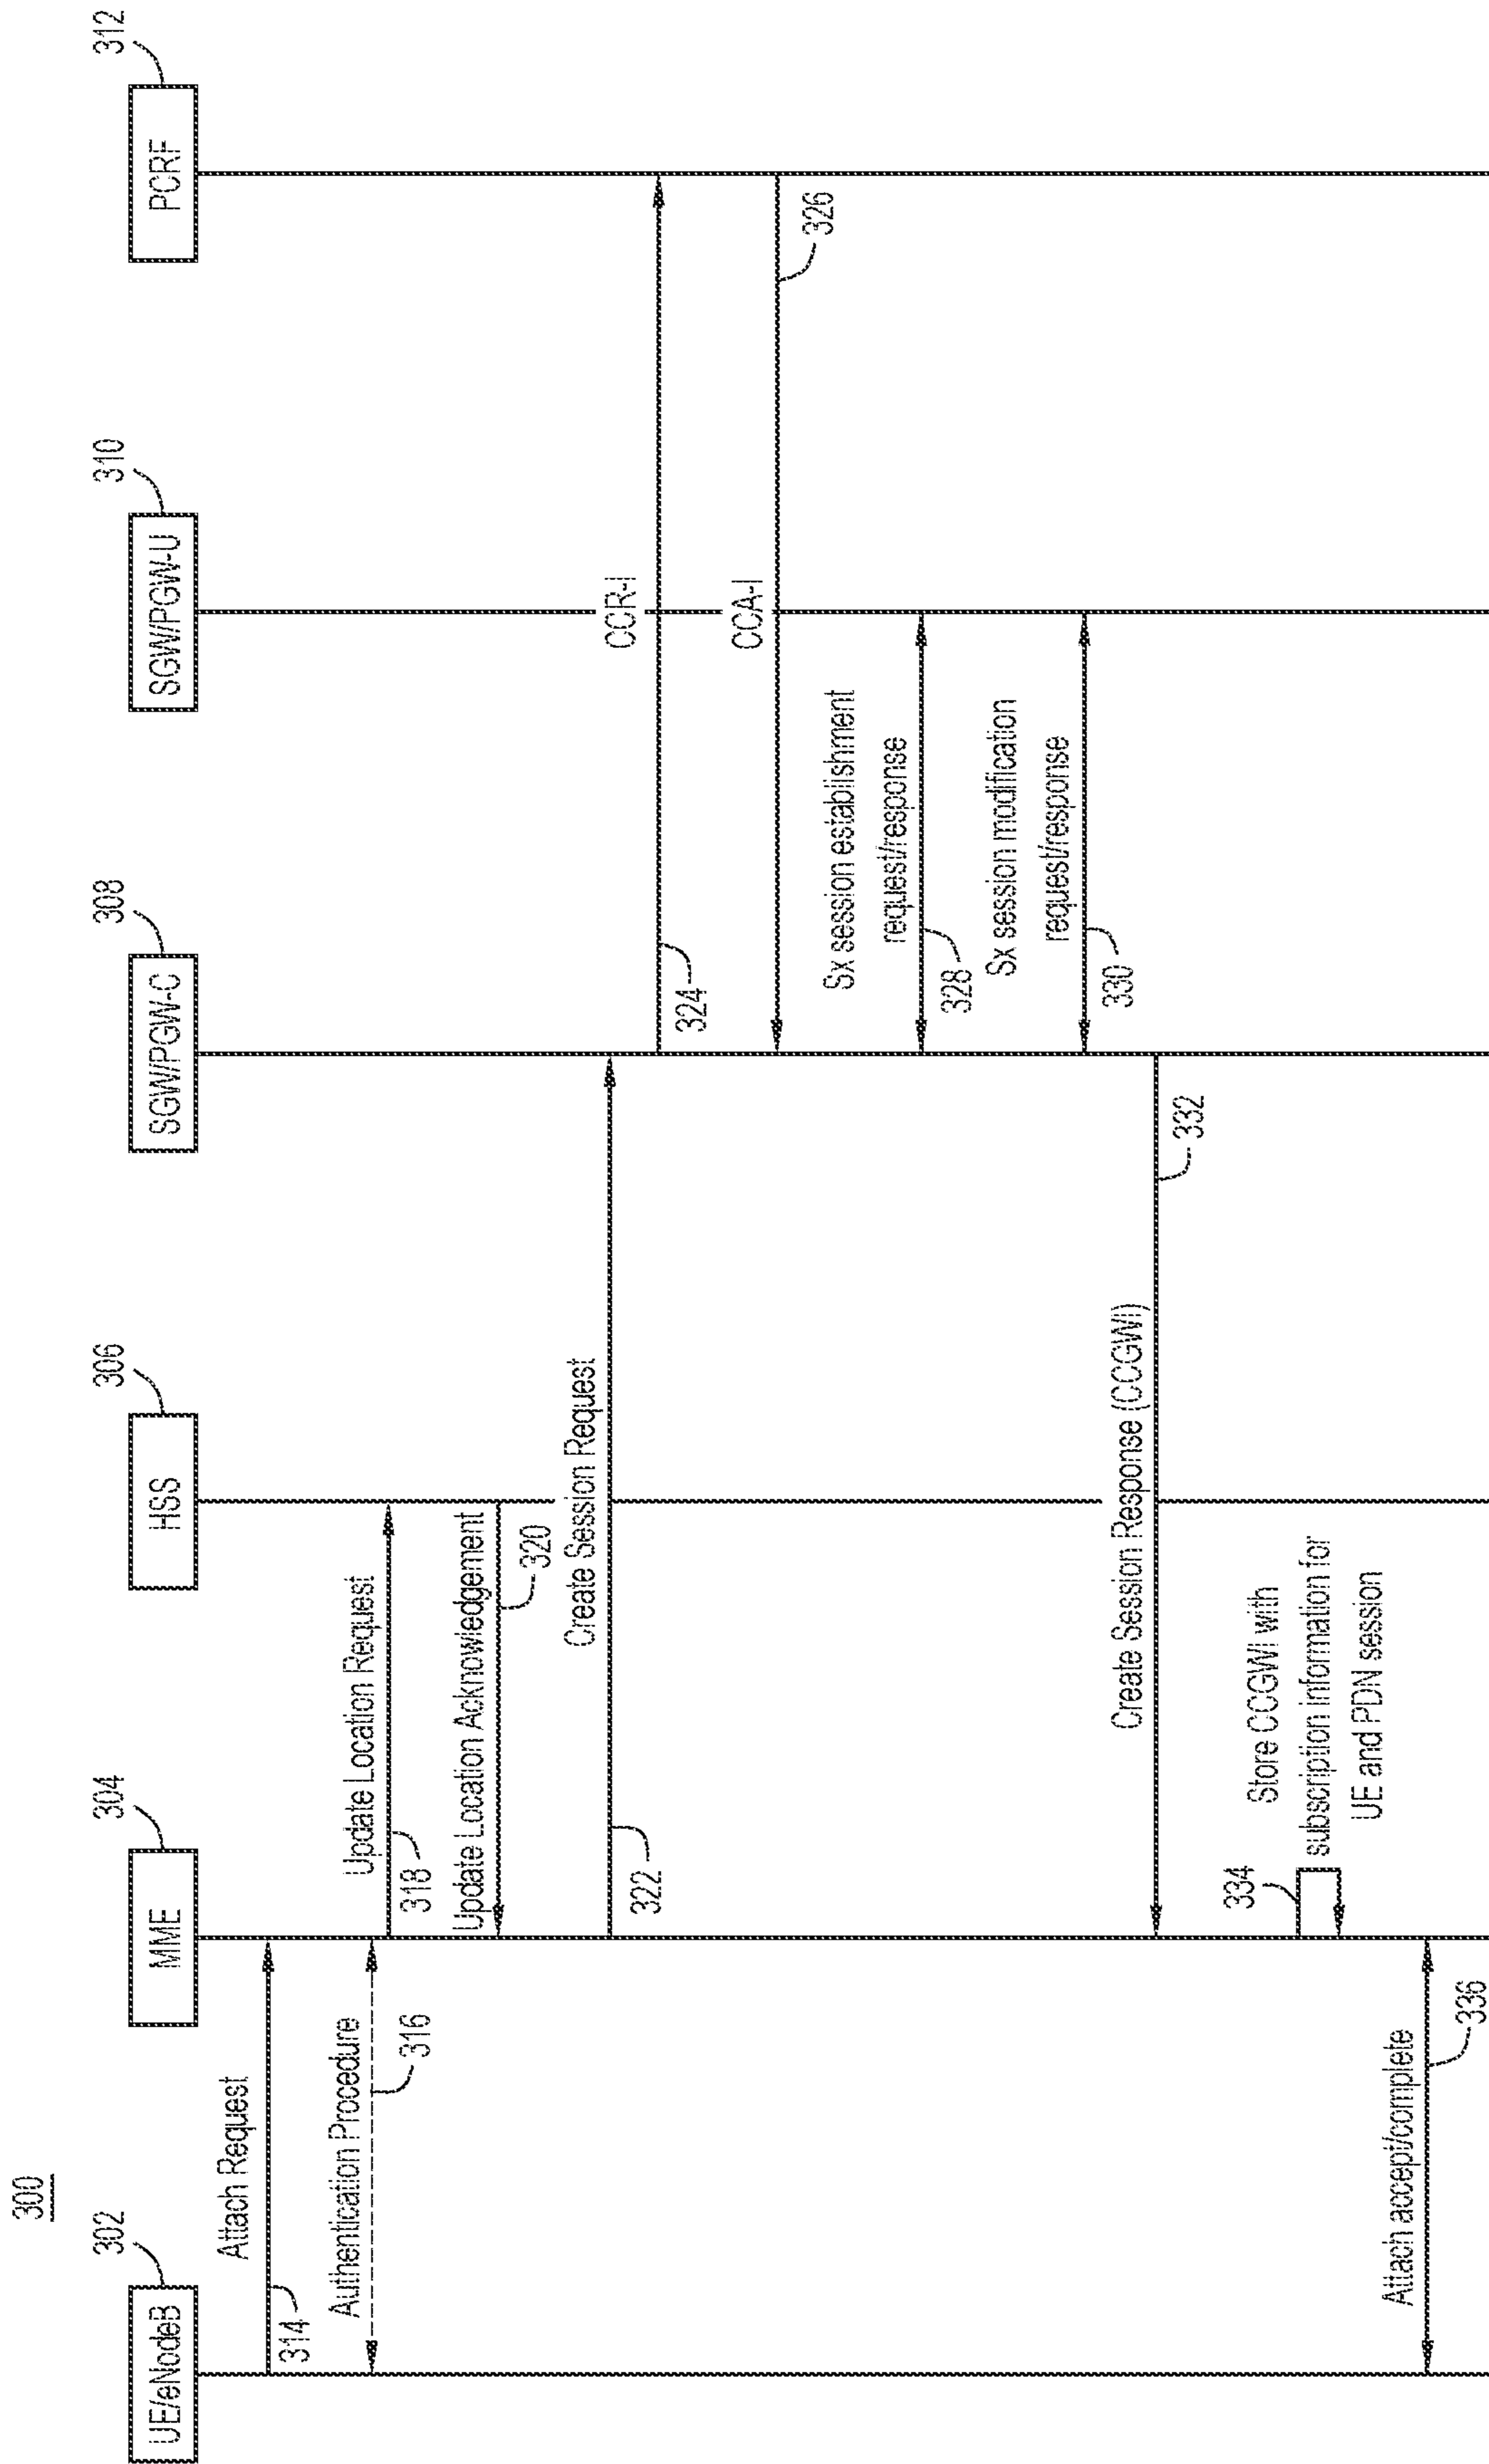 300
302
304
306
308
310
312
UE/eNodeB
MME
HSS
SGW/PGW-C
SGW/PGW-U
PCRF
Attach Request
314
Authentication Procedure
316
Update Location Request
318
Update Location Acknowledgement
320
Create Session Request
322
CCR-I
324
CCA-I
326
Sx session establishment
request/response
328
Sx session modification
request/response
330
Create Session Response (CCGWI)
332
334
Store CCGWI with
subscription information for
UE and PDN session
Attach accept/complete
336